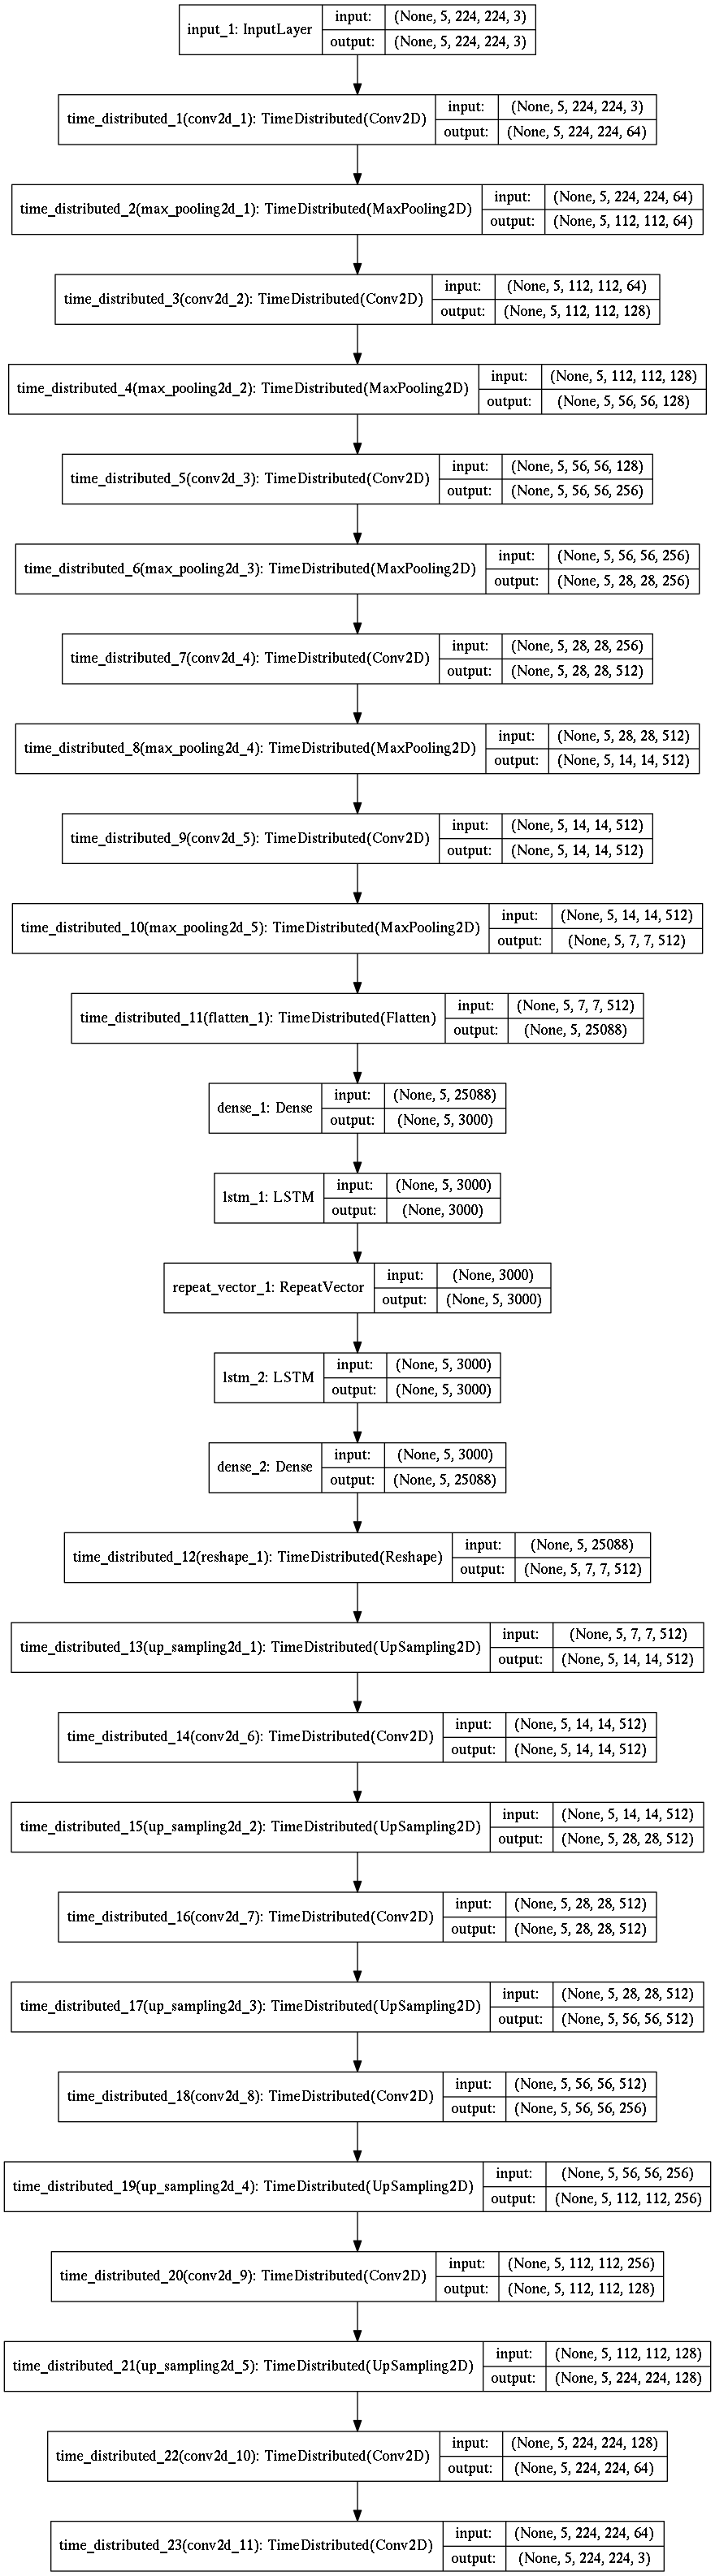 input_1: InputLayer
input: (None, 5, 224, 224, 3)
output: (None, 5, 224, 224, 3)
time_distributed_1(conv2d_1): TimeDistributed(Conv2D)
input: (None, 5, 224, 224, 3)
output: (None, 5, 224, 224, 64)
time_distributed_2(max_pooling2d_1): TimeDistributed(MaxPooling2D)
input: (None, 5, 224, 224, 64)
output: (None, 5, 112, 112, 64)
time_distributed_3(conv2d_2): TimeDistributed(Conv2D)
input: (None, 5, 112, 112, 64)
output: (None, 5, 112, 112, 128)
time_distributed_4(max_pooling2d_2): TimeDistributed(MaxPooling2D)
input: (None, 5, 112, 112, 128)
output: (None, 5, 56, 56, 128)
time_distributed_5(conv2d_3): TimeDistributed(Conv2D)
input: (None, 5, 56, 56, 128)
output: (None, 5, 56, 56, 256)
time_distributed_6(max_pooling2d_3): TimeDistributed(MaxPooling2D)
input: (None, 5, 56, 56, 256)
output: (None, 5, 28, 28, 256)
time_distributed_7(conv2d_4): TimeDistributed(Conv2D)
input: (None, 5, 28, 28, 256)
output: (None, 5, 28, 28, 512)
time_distributed_8(max_pooling2d_4): TimeDistributed(MaxPooling2D)
input: (None, 5, 28, 28, 512)
output: (None, 5, 14, 14, 512)
time_distributed_9(conv2d_5): TimeDistributed(Conv2D)
input: (None, 5, 14, 14, 512)
output: (None, 5, 14, 14, 512)
time_distributed_10(max_pooling2d_5): TimeDistributed(MaxPooling2D)
input: (None, 5, 14, 14, 512)
output: (None, 5, 7, 7, 512)
time_distributed_11(flatten_1): TimeDistributed(Flatten)
input: (None, 5, 7, 7, 512)
output: (None, 5, 25088)
dense_1: Dense
input: (None, 5, 25088)
output: (None, 5, 3000)
lstm_1: LSTM
input: (None, 5, 3000)
output: (None, 3000)
repeat_vector_1: RepeatVector
input: (None, 3000)
output: (None, 5, 3000)
lstm_2: LSTM
input: (None, 5, 3000)
output: (None, 5, 3000)
dense_2: Dense
input: (None, 5, 3000)
output: (None, 5, 25088)
time_distributed_12(reshape_1): TimeDistributed(Reshape)
input: (None, 5, 25088)
output: (None, 5, 7, 7, 512)
time_distributed_13(up_sampling2d_1): TimeDistributed(UpSampling2D)
input: (None, 5, 7, 7, 512)
output: (None, 5, 14, 14, 512)
time_distributed_14(conv2d_6): TimeDistributed(Conv2D)
input: (None, 5, 14, 14, 512)
output: (None, 5, 14, 14, 512)
time_distributed_15(up_sampling2d_2): TimeDistributed(UpSampling2D)
input: (None, 5, 14, 14, 512)
output: (None, 5, 28, 28, 512)
time_distributed_16(conv2d_7): TimeDistributed(Conv2D)
input: (None, 5, 28, 28, 512)
output: (None, 5, 28, 28, 512)
time_distributed_17(up_sampling2d_3): TimeDistributed(UpSampling2D)
input: (None, 5, 28, 28, 512)
output: (None, 5, 56, 56, 512)
time_distributed_18(conv2d_8): TimeDistributed(Conv2D)
input: (None, 5, 56, 56, 512)
output: (None, 5, 56, 56, 256)
time_distributed_19(up_sampling2d_4): TimeDistributed(UpSampling2D)
input: (None, 5, 56, 56, 256)
output: (None, 5, 112, 112, 256)
time_distributed_20(conv2d_9): TimeDistributed(Conv2D)
input: (None, 5, 112, 112, 256)
output: (None, 5, 112, 112, 128)
time_distributed_21(up_sampling2d_5): TimeDistributed(UpSampling2D)
input: (None, 5, 112, 112, 128)
output: (None, 5, 224, 224, 128)
time_distributed_22(conv2d_10): TimeDistributed(Conv2D)
input: (None, 5, 224, 224, 128)
output: (None, 5, 224, 224, 64)
time_distributed_23(conv2d_11): TimeDistributed(Conv2D)
input: (None, 5, 224, 224, 64)
output: (None, 5, 224, 224, 3)